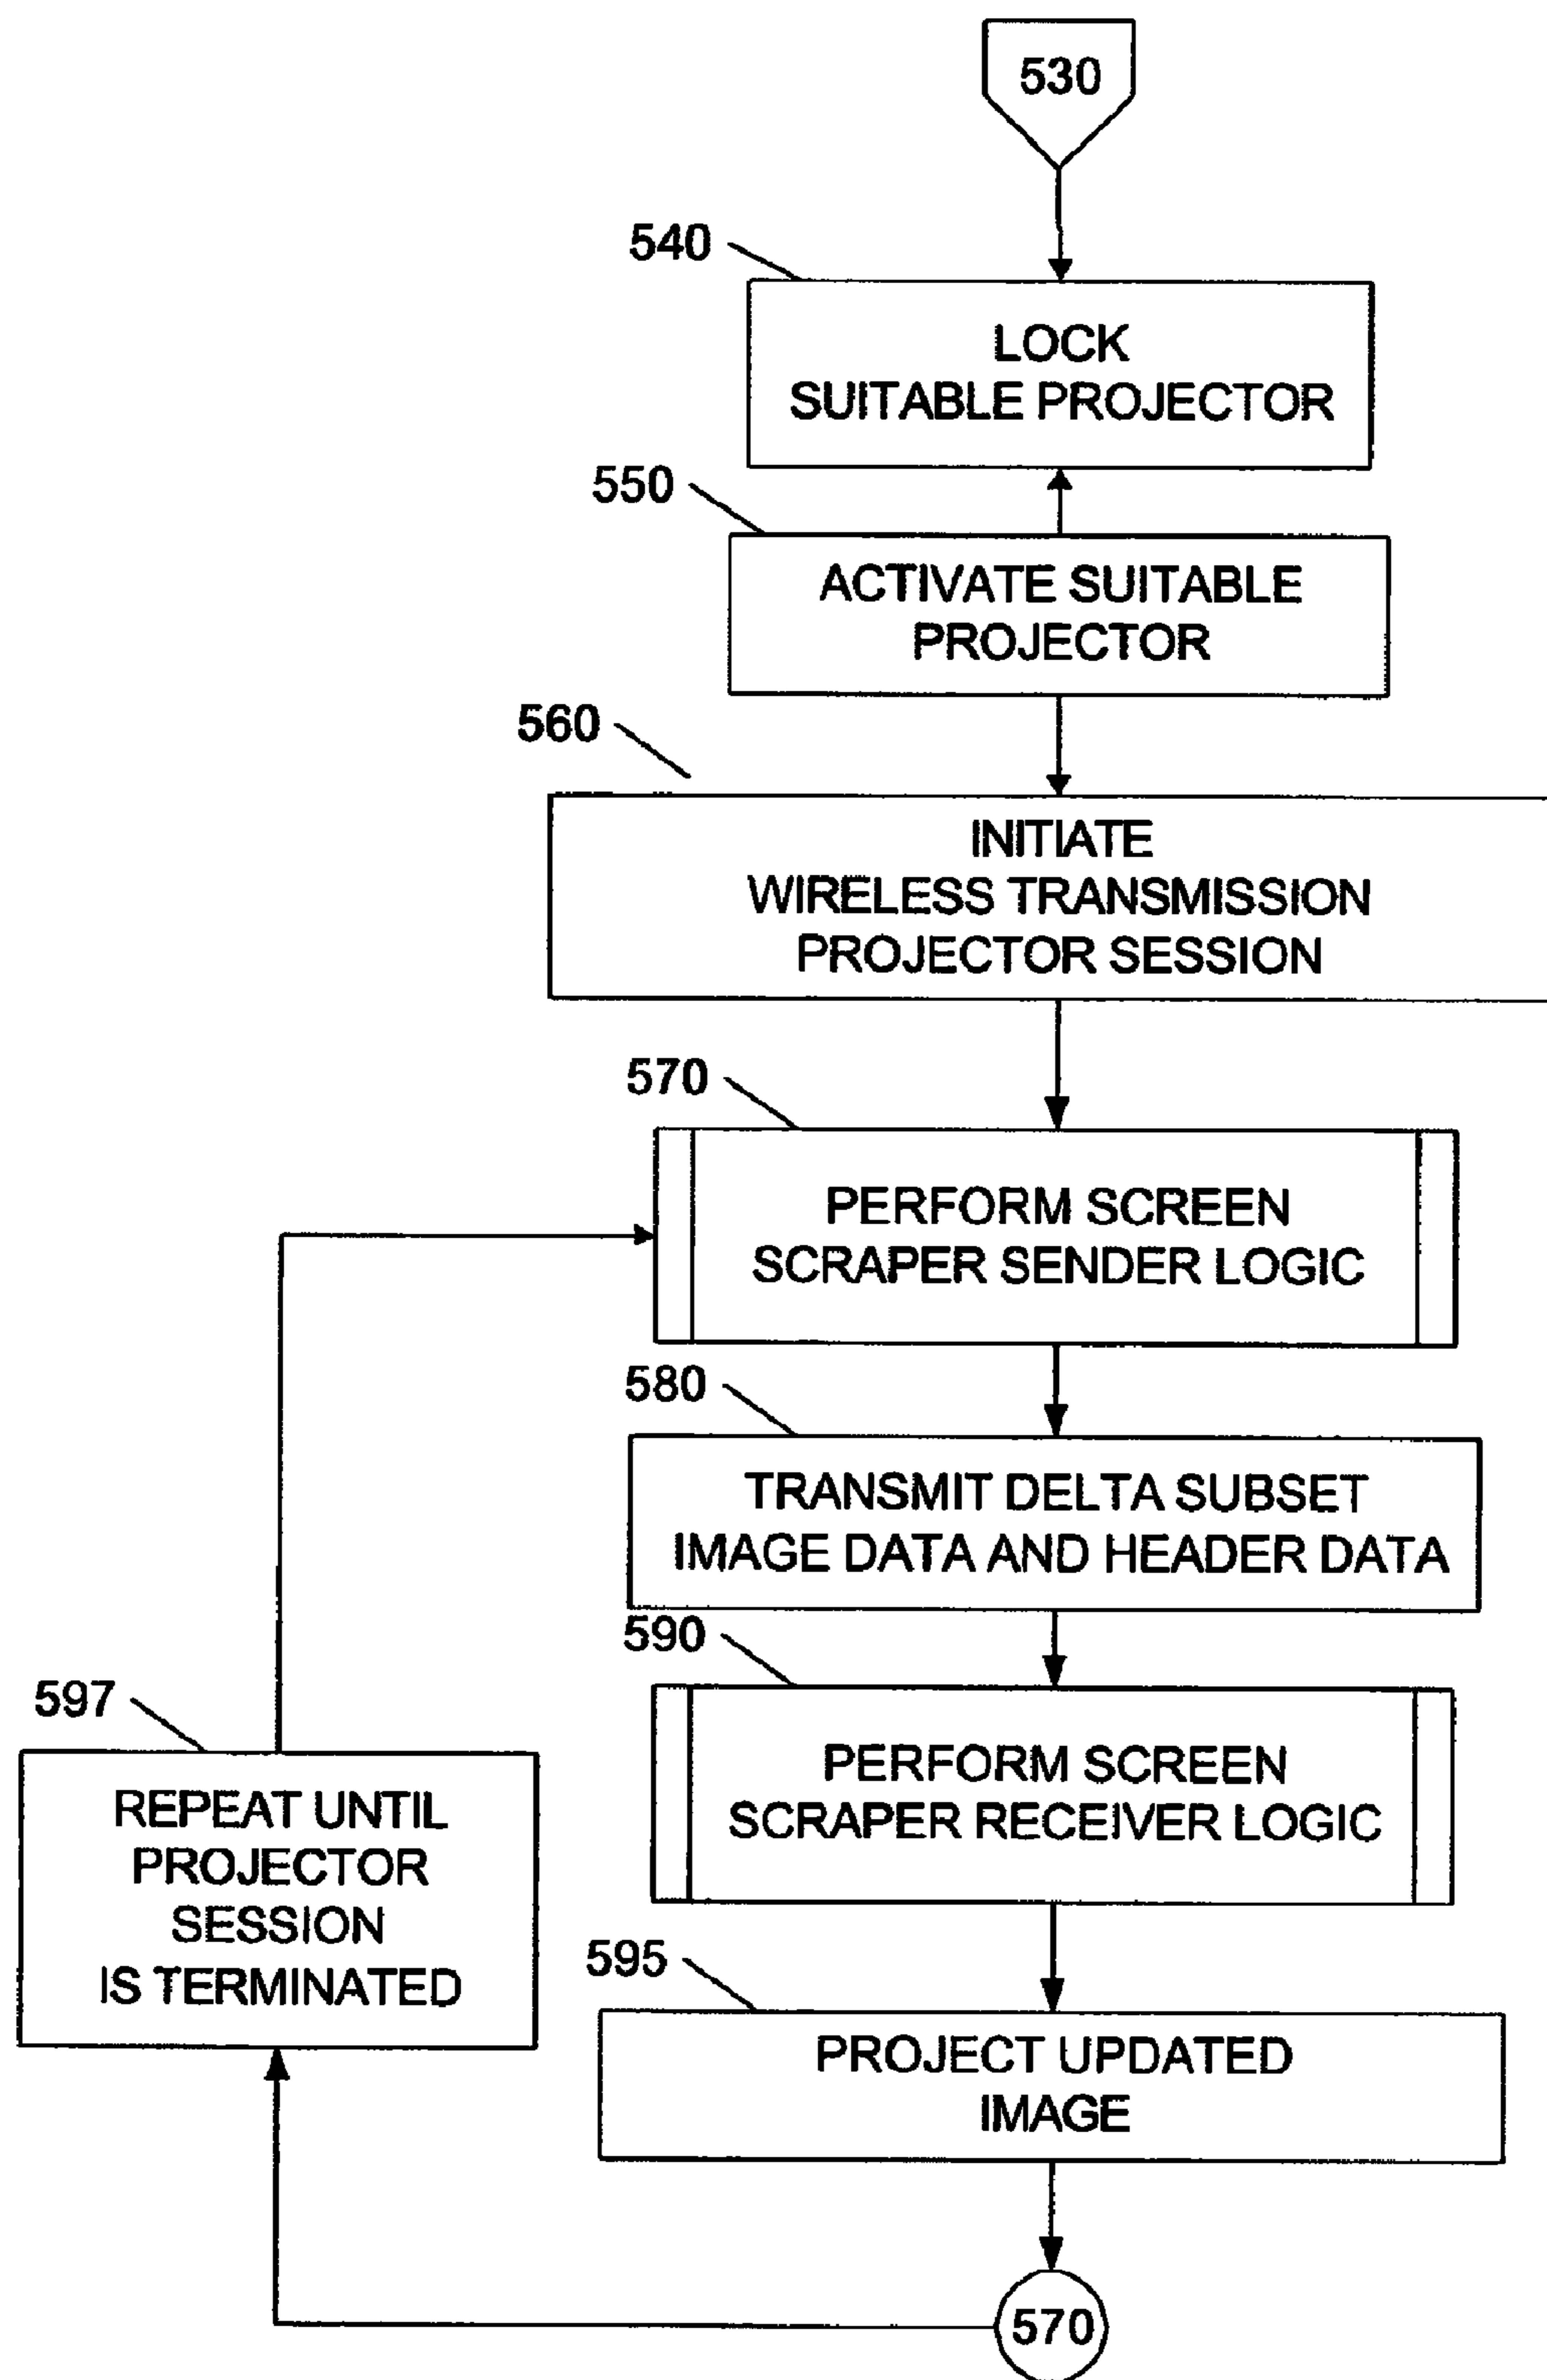 530
540
LOCK
SUITABLE PROJECTOR
550
ACTIVATE SUITABLE
PROJECTOR
560
INITIATE
WIRELESS TRANSMISSION
PROJECTOR SESSION
570
PERFORM SCREEN
SCRAPER SENDER LOGIC
580
TRANSMIT DELTA SUBSET
IMAGE DATA AND HEADER DATA
590
PERFORM SCREEN
SCRAPER RECEIVER LOGIC
597
REPEAT UNTIL
PROJECTOR
SESSION
IS TERMINATED
595
PROJECT UPDATED
IMAGE
570